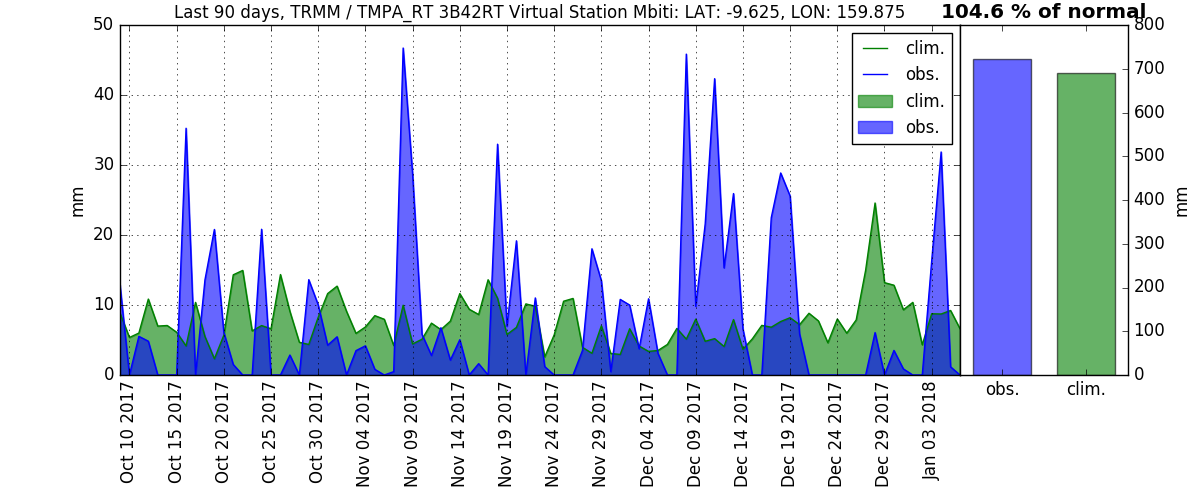 Last 90 days, TRMM / TMPA_RT 3B42RT Virtual Station Mbiti: LAT: -9.625, LON: 159.875
104.6 % of normal
50
40
30
20
10
0
mm
clim.
obs.
clim.
obs.
800
700
600
500
400
300
200
100
0
mm
Oct 10 2017
Oct 15 2017
Oct 20 2017
Oct 25 2017
Oct 30 2017
Nov 04 2017
Nov 09 2017
Nov 14 2017
Nov 19 2017
Nov 24 2017
Nov 29 2017
Dec 04 2017
Dec 09 2017
Dec 14 2017
Dec 19 2017
Dec 24 2017
Dec 29 2017
Jan 03 2018
obs.
clim.